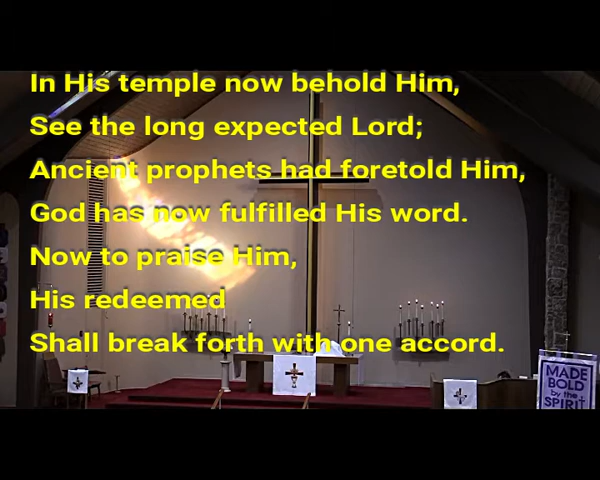 In His temple now behold Him,
See the long expected Lord;
Ancient prophets had foretold Him,
God has now fulfilled His word.
Now to praise Him,
His redeemed
Shall break forth with one accord.
MADE
BOLD
by the
SPIRIT